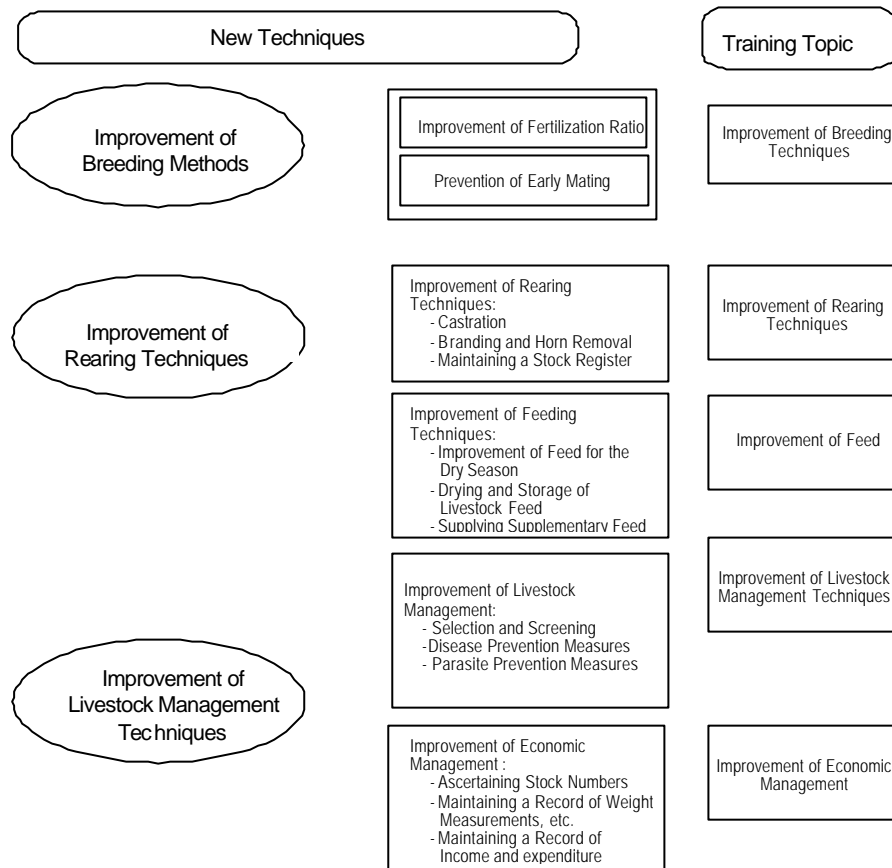 New Techniques
Training Topic
Improvement of
Breeding Methods
Improvement of Fertilization Ratio
Prevention of Early Mating
Improvement of Breeding
Techniques
Improvement of
Rearing Techniques
Improvement of Rearing
Techniques:
- Castration
- Branding and Horn Removal
- Maintaining a Stock Register
Improvement of Rearing
Techniques
Improvement of Feeding
Techniques:
- Improvement of Feed for the
Dry Season
- Drying and Storage of
Livestock Feed
- Supplying Supplementary Feed
Improvement of Feed
Improvement of
Livestock Management
Techniques
Improvement of Livestock
Management:
- Selection and Screening
-Disease Prevention Measures
- Parasite Prevention Measures
Improvement of Livestock
Management Techniques
Improvement of Economic
Management :
- Ascertaining Stock Numbers
- Maintaining a Record of Weight
Measurements, etc.
- Maintaining a Record of
Income and expenditure
Improvement of Economic
Management